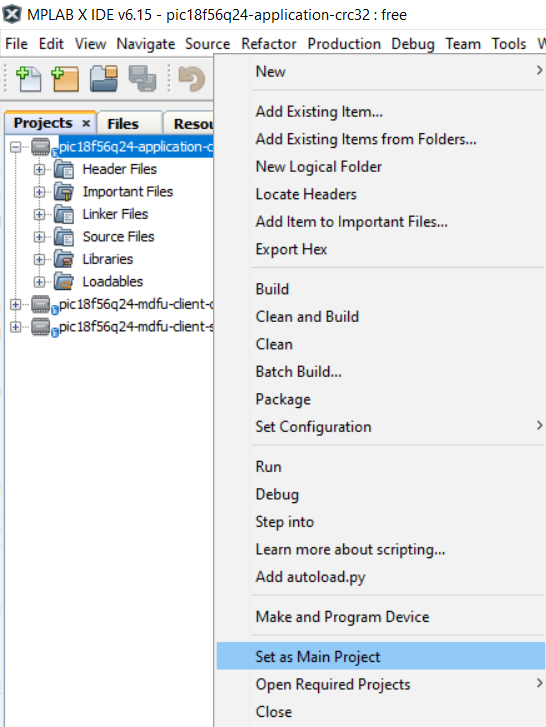 MPLAB X IDE v6.15 - pic18f56q24-application-crc32 : free
File Edit View Navigate Source Refactor Production Debug Team Tools W
Projects × Files Resou
pic18f56q24-application-c
Header Files
Important Files
Linker Files
Source Files
Libraries
Loadables
pic18f56q24-mdfu-client-c
pic18f56q24-mdfu-client-s
New
Add Existing Item...
Add Existing Items from Folders...
New Logical Folder
Locate Headers
Add Item to Important Files...
Export Hex
Build
Clean and Build
Clean
Batch Build...
Package
Set Configuration
Run
Debug
Step into
Learn more about scripting...
Add autoload.py
Make and Program Device
Set as Main Project
Open Required Projects
Close